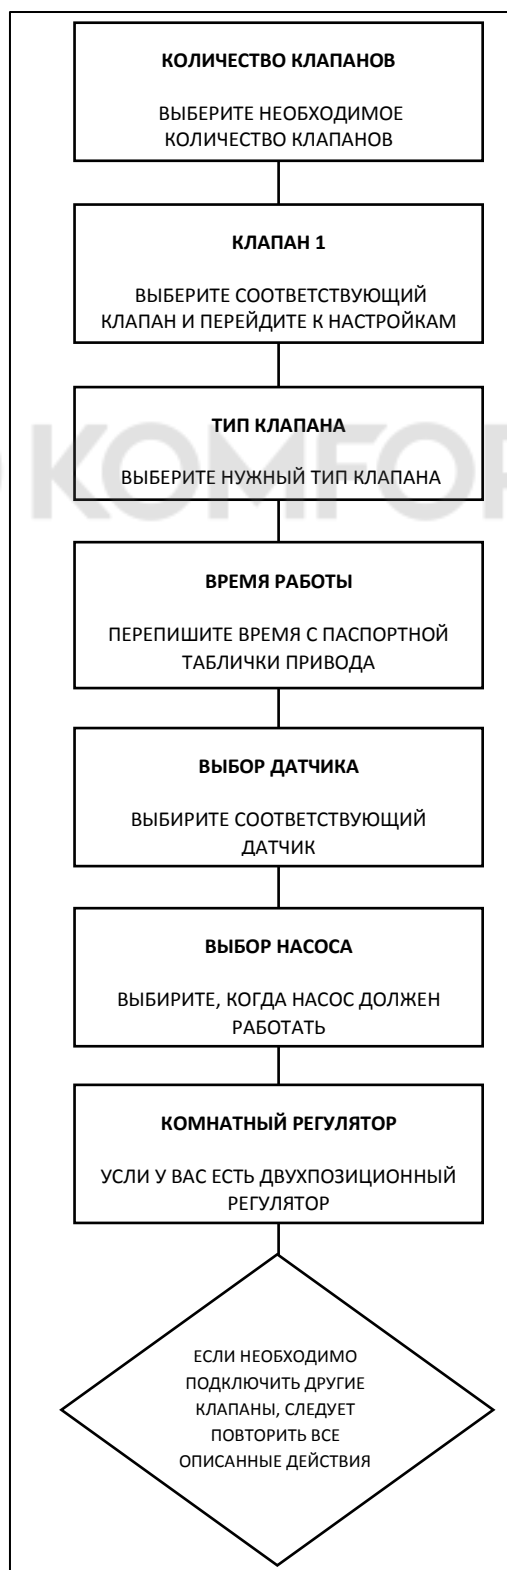 КОЛИЧЕСТВО КЛАПАНОВ
ВЫБЕРИТЕ НЕОБХОДИМОЕ
КОЛИЧЕСТВО КЛАПАНОВ
КЛАПАН 1
ВЫБЕРИТЕ СООТВЕТСТВУЮЩИЙ
КЛАПАН И ПЕРЕЙДИТЕ К НАСТРОЙКАМ
ТИП КЛАПАНА
ВЫБЕРИТЕ НУЖНЫЙ ТИП КЛАПАНА
KOMFOR
ВРЕМЯ РАБОТЫ
ПЕРЕПИШИТЕ ВРЕМЯ С ПАСПОРТНОЙ
ТАБЛИЧКИ ПРИВОДА
ВЫБОР ДАТЧИКА
ВЫБИРИТЕ СООТВЕТСТВУЮЩИЙ
ДАТЧИК
ВЫБОР НАСОСА
ВЫБИРИТЕ, КОГДА НАСОС ДОЛЖЕН
РАБОТАТЬ
КОМНАТНЫЙ РЕГУЛЯТОР
УСЛИ У ВАС ЕСТЬ ДВУХПОЗИЦИОННЫЙ
РЕГУЛЯТОР
ЕСЛИ НЕОБХОДИМО
ПОДКЛЮЧИТЬ ДРУГИЕ
КЛАПАНЫ, СЛЕДУЕТ
ПОВТОРИТЬ ВСЕ
ОПИСАННЫЕ ДЕЙСТВИЯ